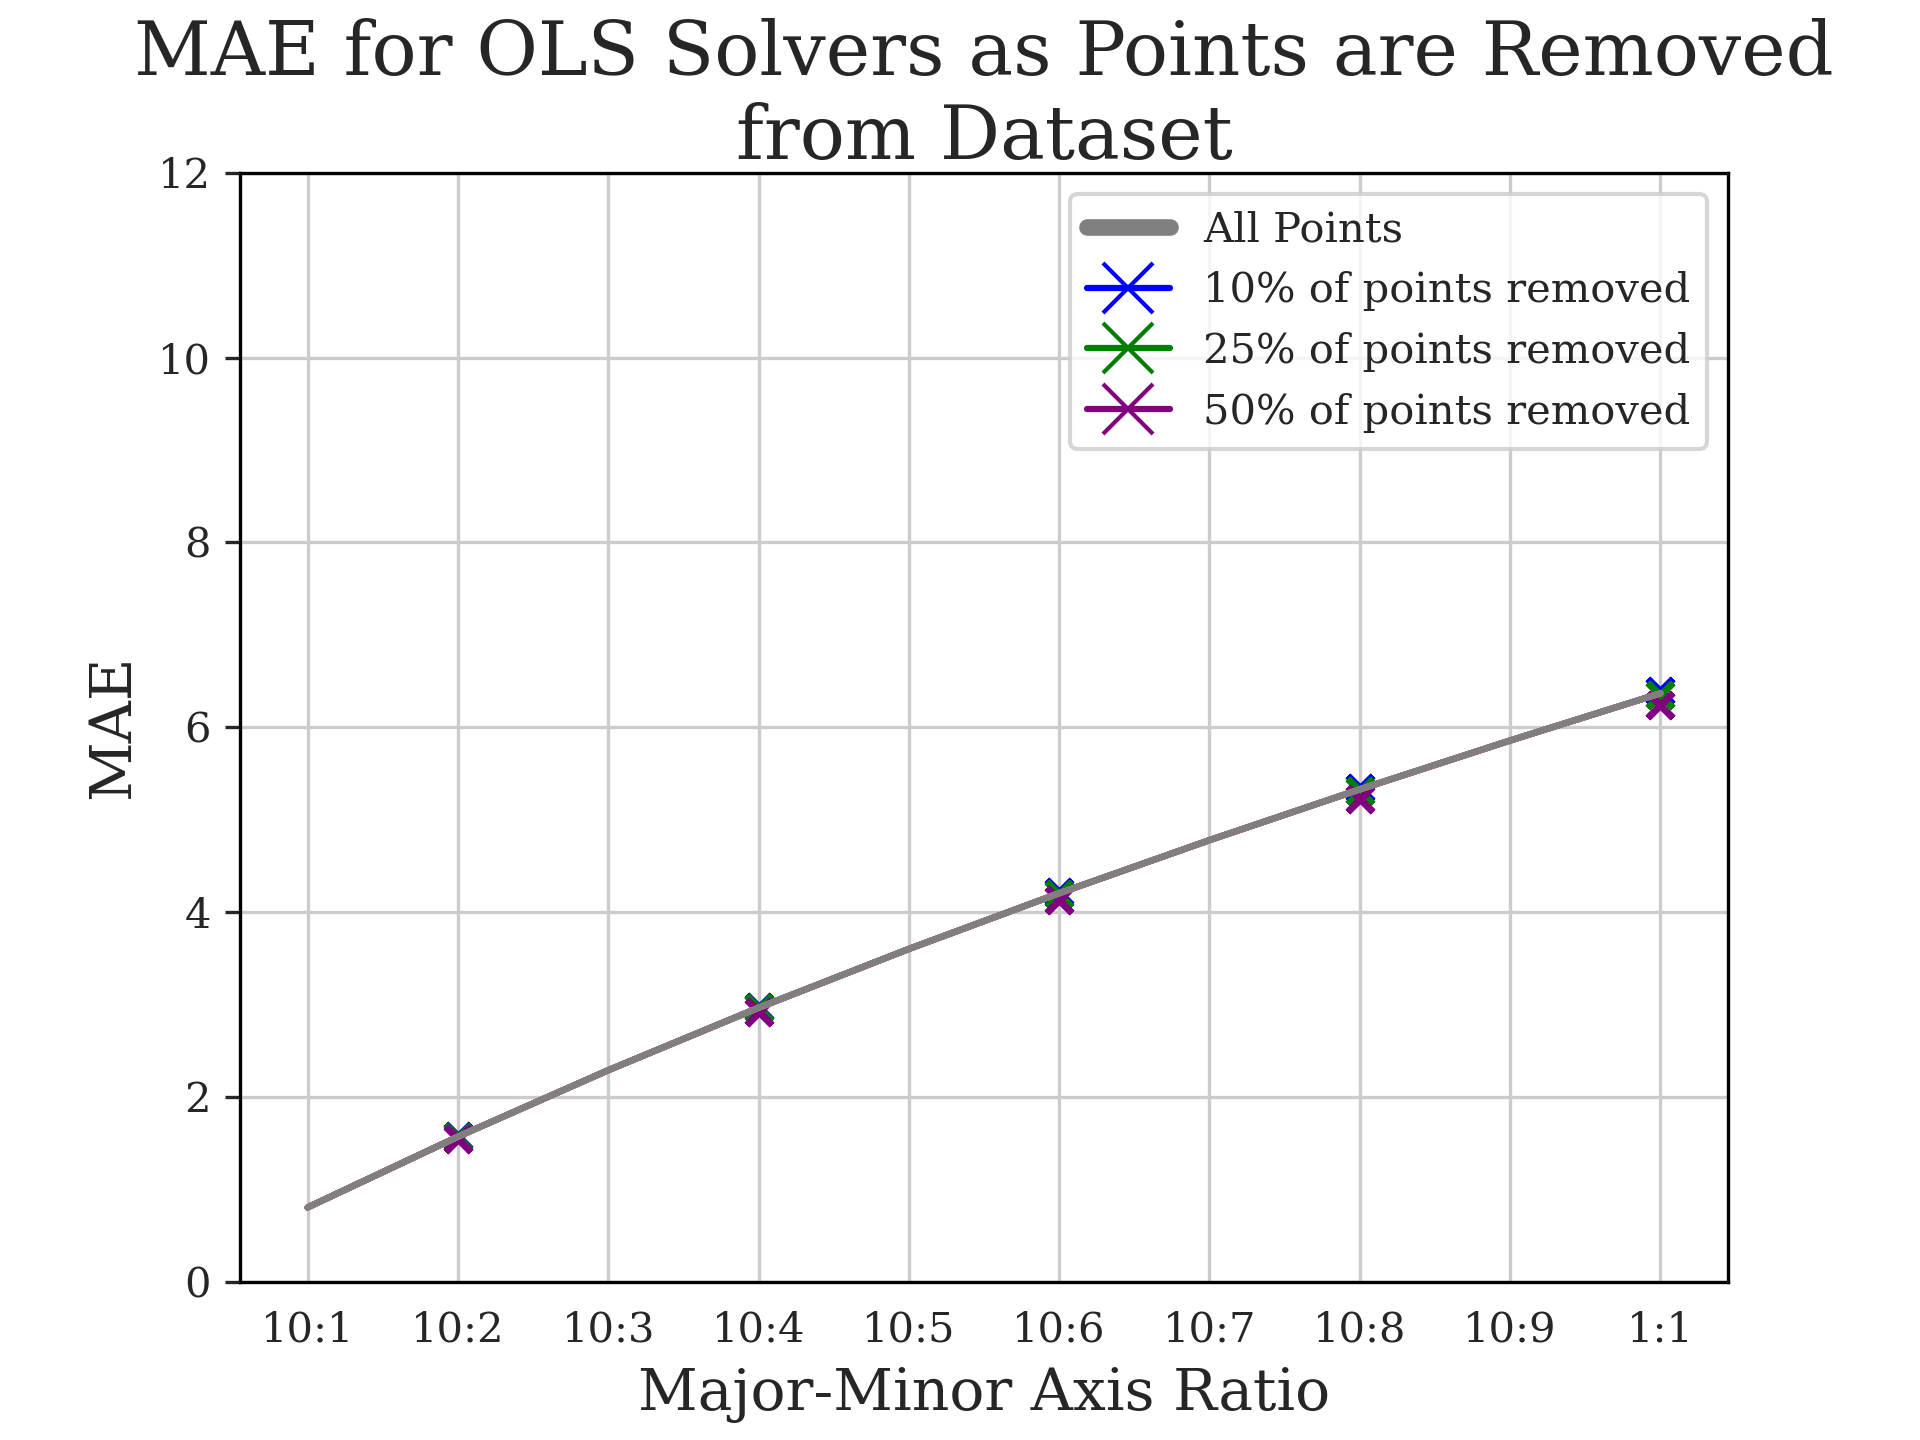 MAE for OLS Solvers as Points are Removed
from Dataset
12
10
8
6
4
2
0
MAE
All Points
10% of points removed
25% of points removed
50% of points removed
10:1 10:2 10:3 10:4 10:5 10:6 10:7 10:8 10:9 1:1
Major-Minor Axis Ratio